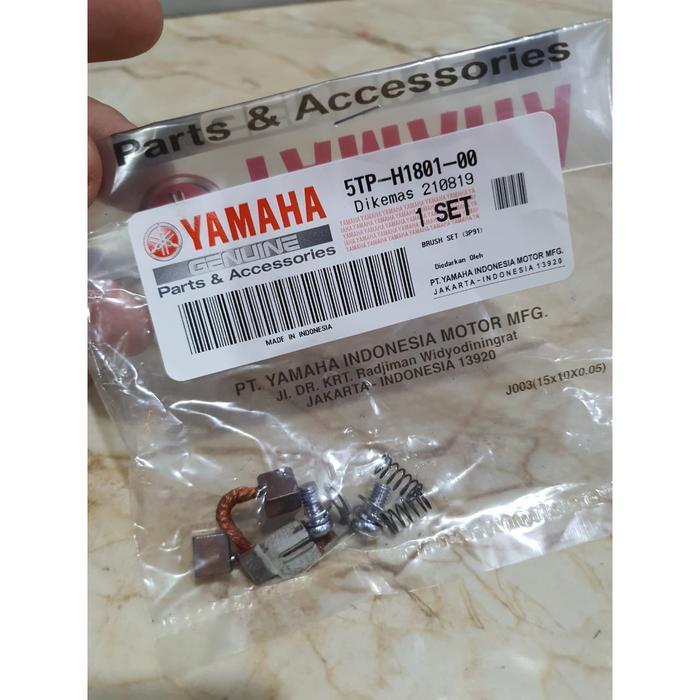 Parts & Accessories
YAMAHA
5TP-H1801-00
Dikemas 210819
1 SET
YAMAHA
GENUINE
Parts & Accessories
BRUSH SET (3P91)
Diedarkan Oleh
PT. YAMAHA INDONESIA MOTOR MFG.
JAKARTA-INDONESIA 13920
MADE IN INDONESIA
PT. YAMAHA INDONESIA MOTOR MFG.
Jl. DR. KRT. Radjiman Widyodiningrat
JAKARTA - INDONESIA 13920
J003(15x10x0.05)